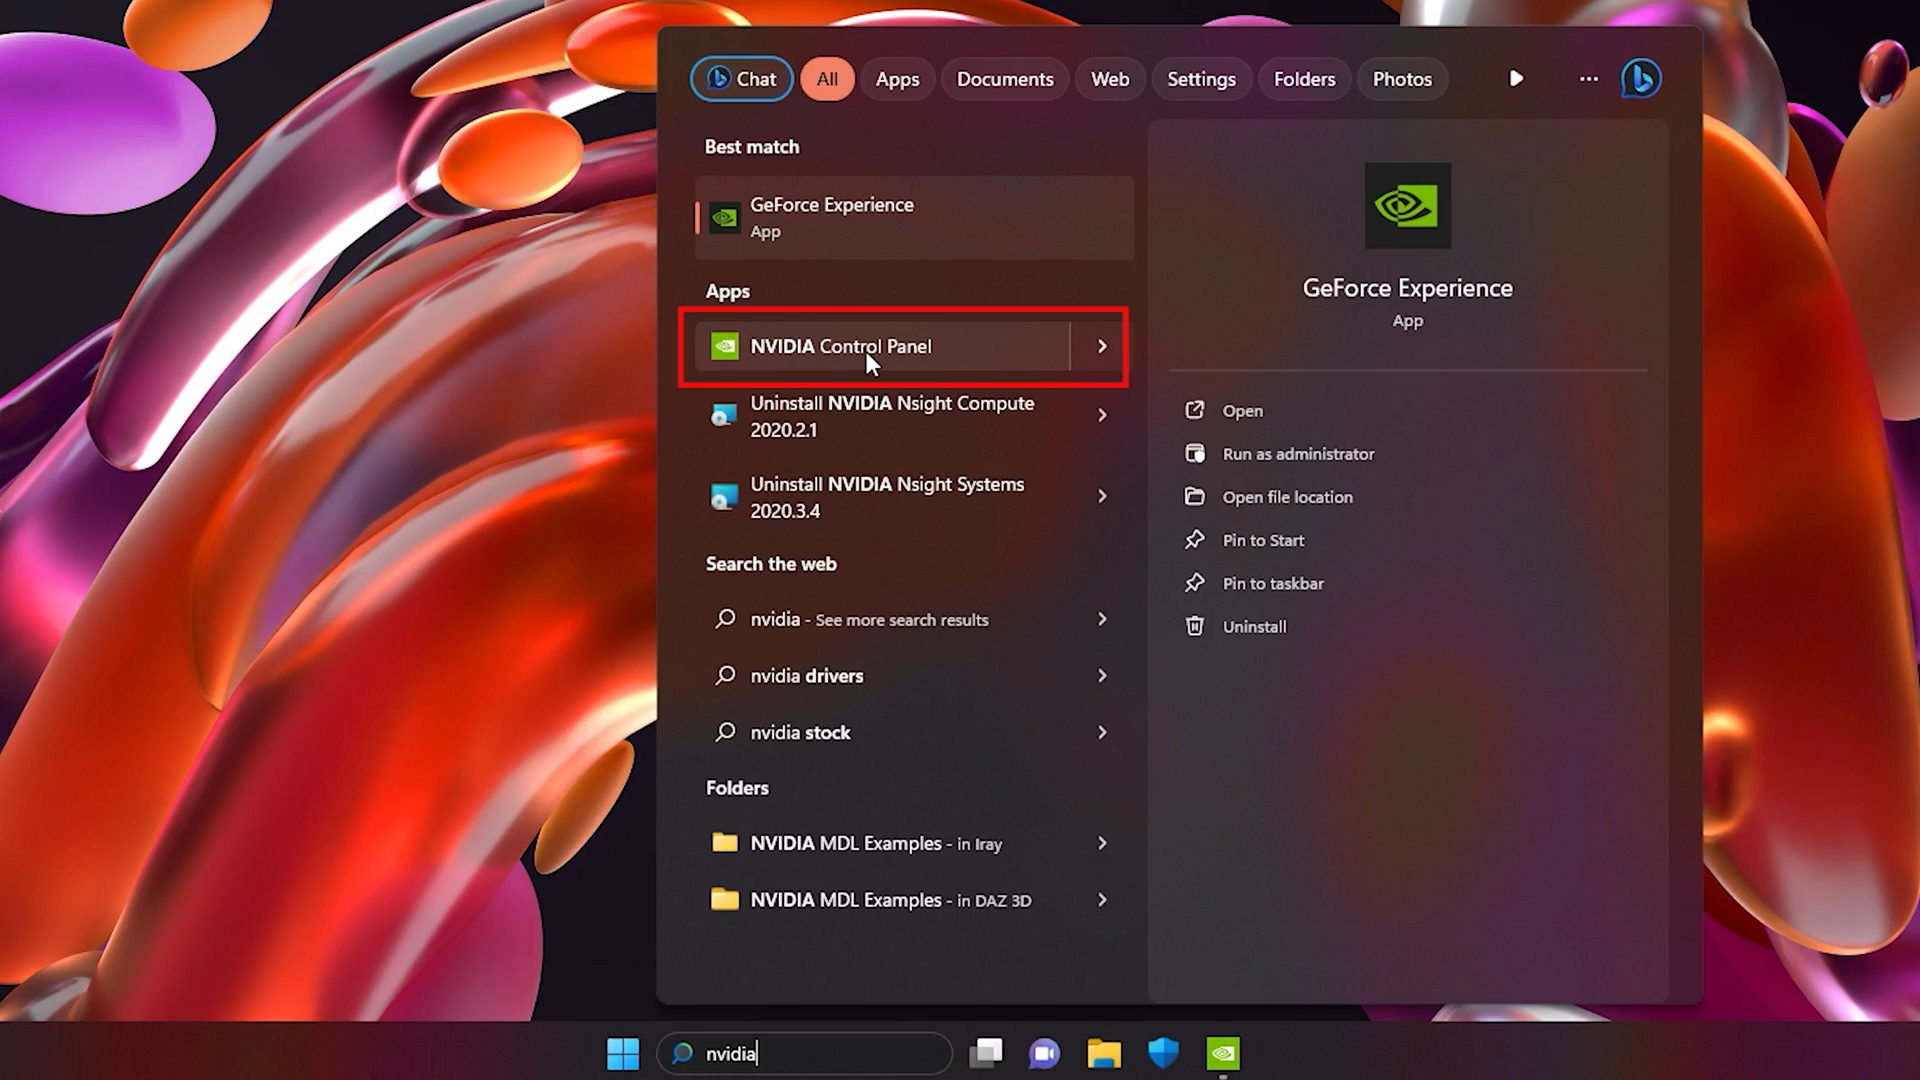 Chat All Apps Documents Web Settings Folders Photos
Best match
GeForce Experience
App
Apps
NVIDIA Control Panel
Uninstall NVIDIA Nsight Compute
2020.2.1
Uninstall NVIDIA Nsight Systems
2020.3.4
Search the web
nvidia - See more search results
nvidia drivers
nvidia stock
Folders
NVIDIA MDL Examples - in Iray
NVIDIA MDL Examples - in DAZ 3D
GeForce Experience
App
Open
Run as administrator
Open file location
Pin to Start
Pin to taskbar
Uninstall
nvidia